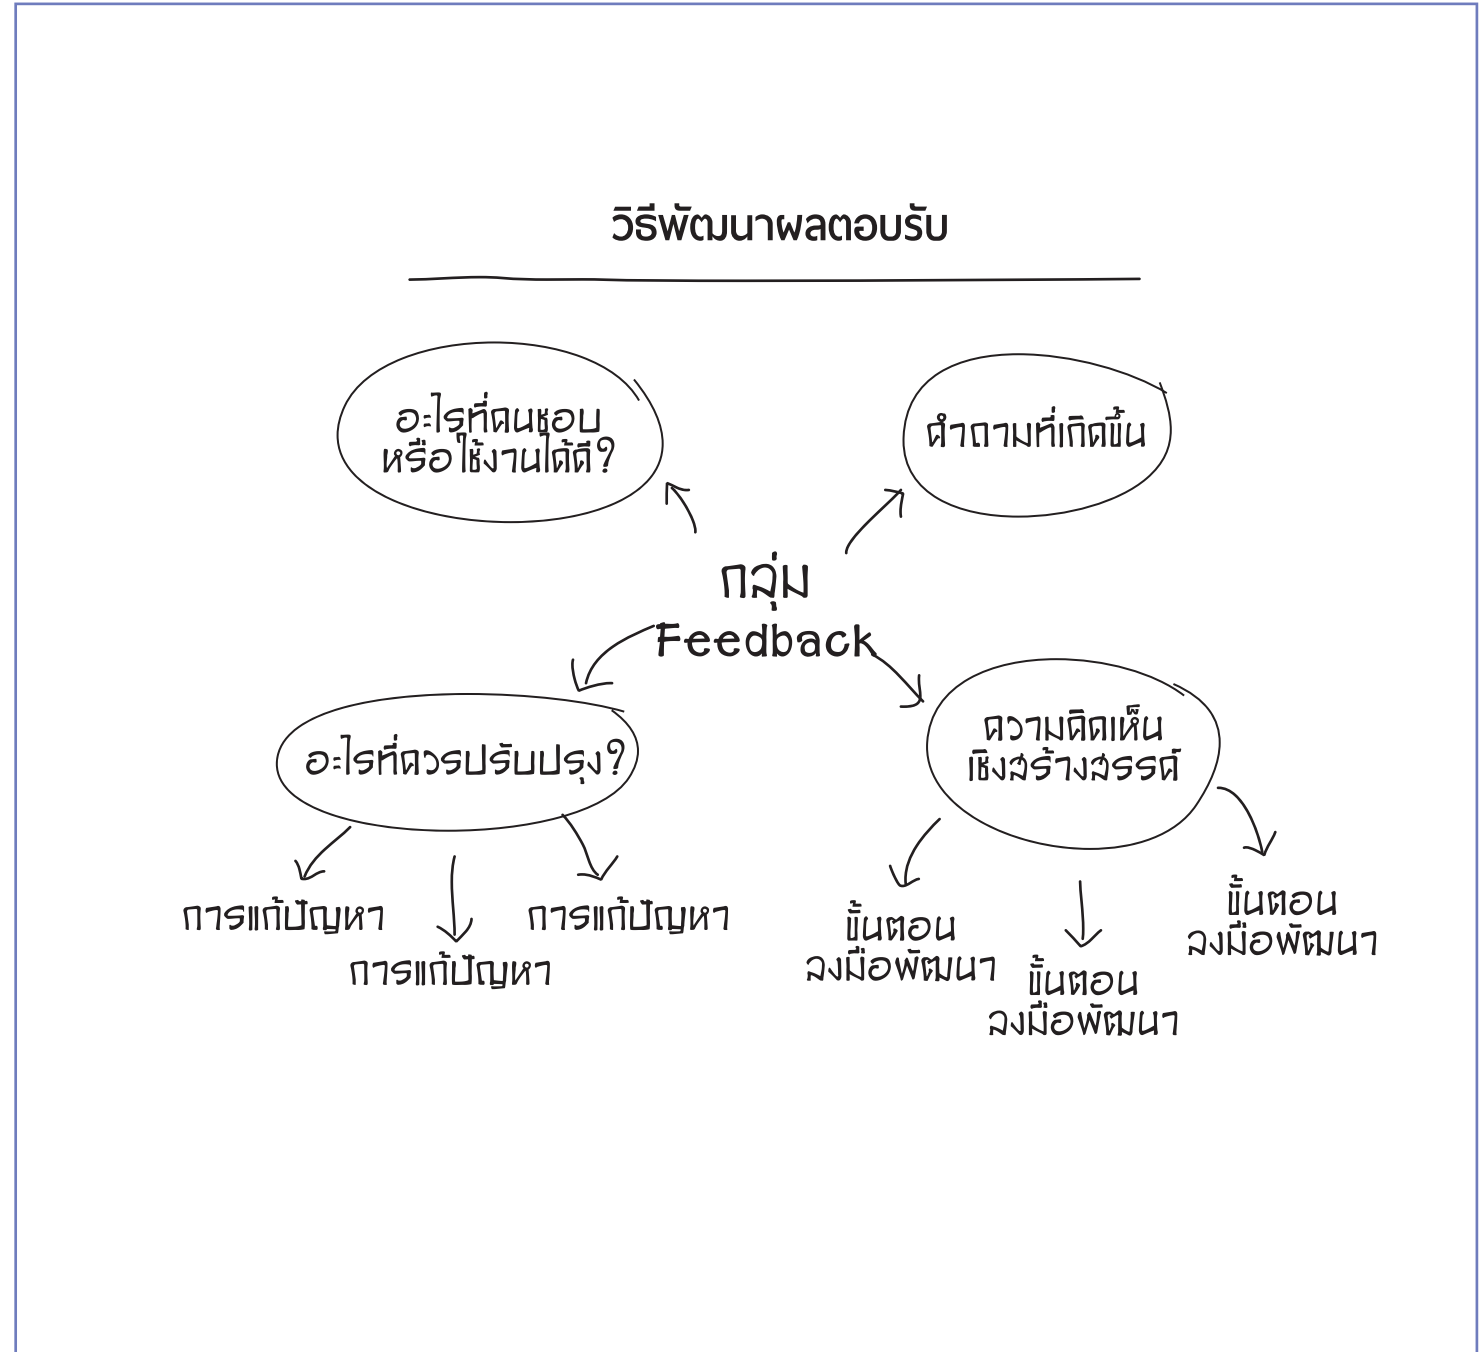 วิธีพัฒนาผลตอบรับ
อะไรที่คนชอบ
หรือใช้งานได้ดี?
คำถามที่เกิดขึ้น
กลุ่ม
Feedback
อะไรที่ควรปรับปรุง?
ความคิดเห็น
เชิงสร้างสรรค์
การแก้ปัญหา
การแก้ปัญหา
การแก้ปัญหา
ขั้นตอน
ลงมือพัฒนา
ขั้นตอน
ลงมือพัฒนา
ขั้นตอน
ลงมือพัฒนา